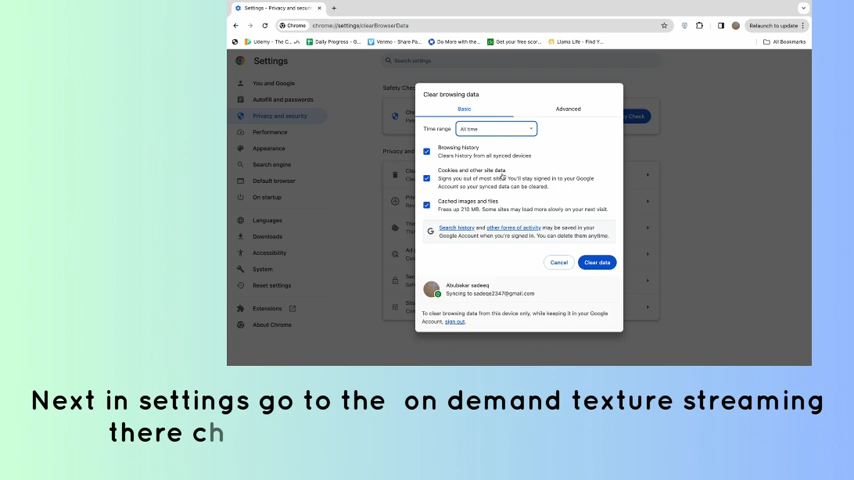 Settings - Privacy and secur
Chrome
chrome://settings/clearBrowserData
Relaunch to update
Udemy - The C...
Daily Progress - G...
Venmo - Share Pa...
Do More with the...
Get your free scor...
Llama Life - Find Y...
All Bookmarks
Settings
Search settings
You and Google
Autofill and passwords
Privacy and security
Performance
Appearance
Search engine
Default browser
On startup
Languages
Downloads
Accessibility
System
Reset settings
Extensions
About Chrome
Safety Chec
Privacy and
Clear browsing data
Basic
Advanced
Time range
All time
Browsing history
Clears history from all synced devices
Cookies and other site data
Signs you out of most sites. You'll stay signed in to your Google
Account so your synced data can be cleared.
Cached images and files
Frees up 218 MB. Some sites may load more slowly on your next visit.
Search history and other forms of activity may be saved in your
Google Account when you're signed in. You can delete them anytime.
Cancel
Clear data
Abubakar sadeeq
To clear browsing data from this device only, while keeping it in your Google
Account, sign out.
Next in settings go to the on demand texture streaming
there ch